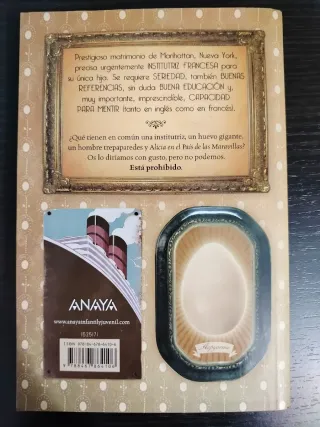 Prestigioso matrimonio de Manhattan, Nueva York,
precisa urgentemente INSTITUTRIZ FRANCESA para
su única hija. Se requiere SERIEDAD, también BUENAS
REFERENCIAS, sin duda BUENA EDUCACIÓN y,
muy importante, imprescindible, CAPACIDAD
PARA MENTIR (tanto en inglés como en francés).
¿Qué tienen en común una institutriz, un huevo gigante,
un hombre trepaparedes y Alicia en el País de las Maravillas?
Os lo diríamos con gusto, pero no podemos.
Está prohibido.
ANAYA
www.anayainfantilyjuvenil.com